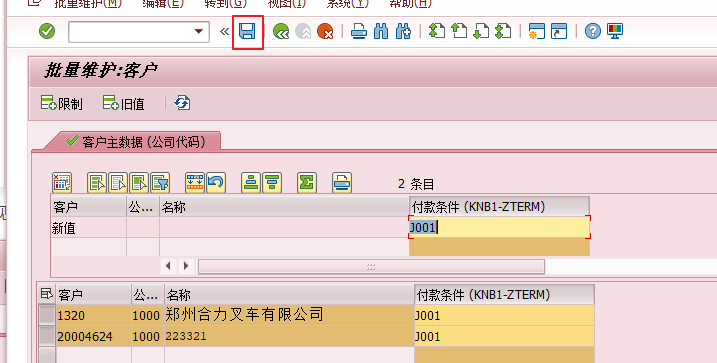 批量维护(M) 编辑(E) 转到(G) 视图(I) 系统(Y) 帮助(H)
批量维护:客户
限制 旧值
客户主数据 (公司代码)
2 条目
客户 公... 名称 付款条件 (KNB1-ZTERM)
新值 J001
客户 公... 名称 付款条件 (KNB1-ZTERM)
1320 1000 郑州合力叉车有限公司 J001
20004624 1000 223321 J001